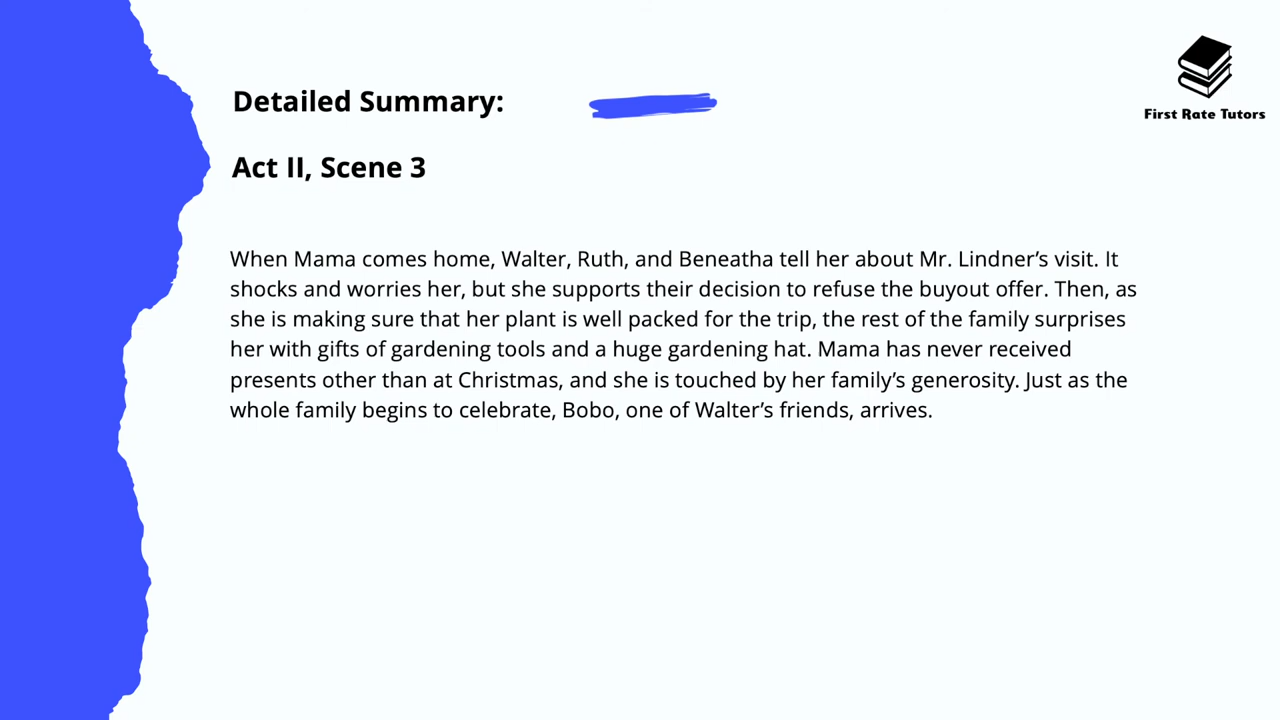 First Rate Tutors
Detailed Summary:
Act II, Scene 3
When Mama comes home, Walter, Ruth, and Beneatha tell her about Mr. Lindner’s visit. It
shocks and worries her, but she supports their decision to refuse the buyout offer. Then, as
she is making sure that her plant is well packed for the trip, the rest of the family surprises
her with gifts of gardening tools and a huge gardening hat. Mama has never received
presents other than at Christmas, and she is touched by her family’s generosity. Just as the
whole family begins to celebrate, Bobo, one of Walter’s friends, arrives.